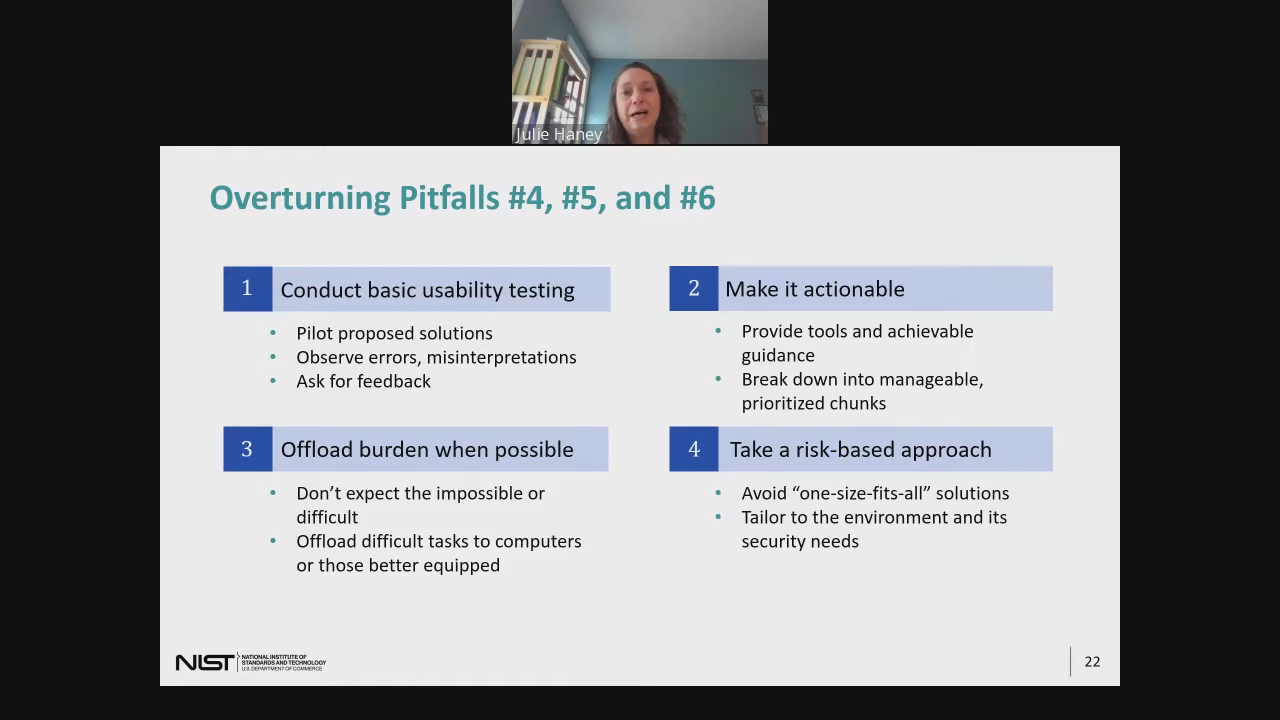 Julie Haney
Overturning Pitfalls #4, #5, and #6
1 Conduct basic usability testing
• Pilot proposed solutions
• Observe errors, misinterpretations
• Ask for feedback
2 Make it actionable
• Provide tools and achievable
guidance
• Break down into manageable,
prioritized chunks
3 Offload burden when possible
• Don’t expect the impossible or
difficult
• Offload difficult tasks to computers
or those better equipped
4 Take a risk-based approach
• Avoid “one-size-fits-all” solutions
• Tailor to the environment and its
security needs
NIST
NATIONAL INSTITUTE OF
STANDARDS AND TECHNOLOGY
U.S. DEPARTMENT OF COMMERCE
22